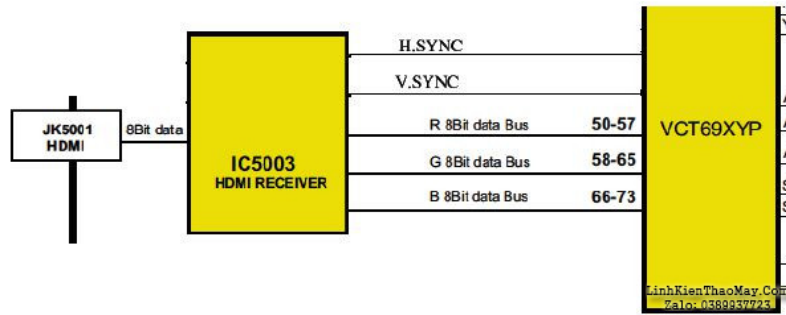 H.SYNC
V.SYNC
JK5001
HDMI
8Bit data
IC5003
HDMI RECEIVER
R 8Bit data Bus
50-57
G 8Bit data Bus
58-65
B 8Bit data Bus
66-73
VCT69XYP
LinhKienThaoMay.Com
Zalo: 0389937723